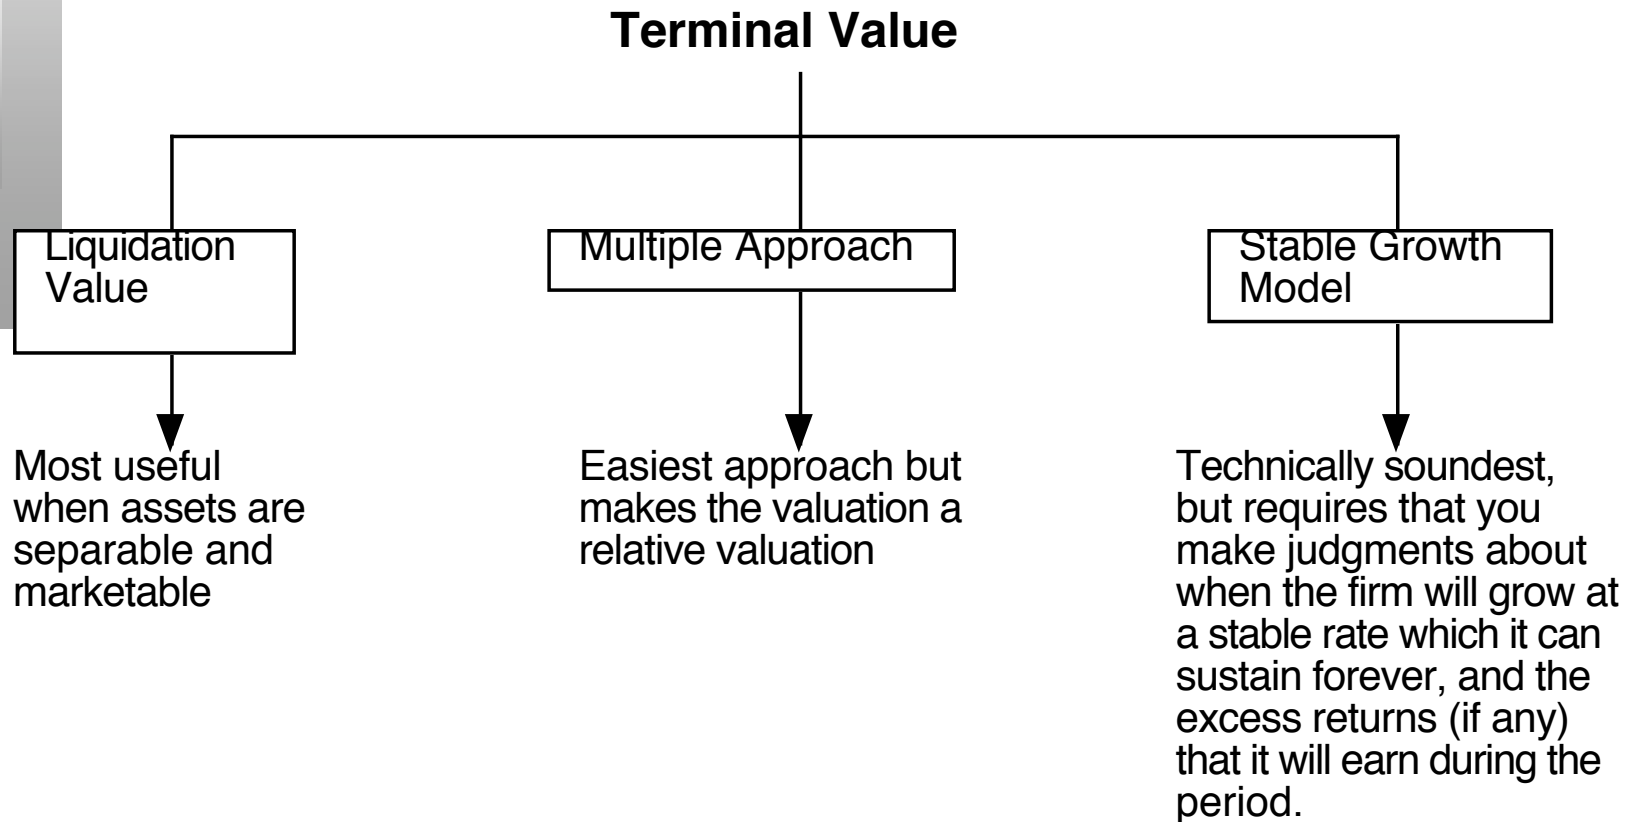 Terminal Value
Liquidation
Value
Multiple Approach
Stable Growth
Model
Most useful
when assets are
separable and
marketable
Easiest approach but
makes the valuation a
relative valuation
Technically soundest,
but requires that you
make judgments about
when the firm will grow at
a stable rate which it can
sustain forever, and the
excess returns (if any)
that it will earn during the
period.